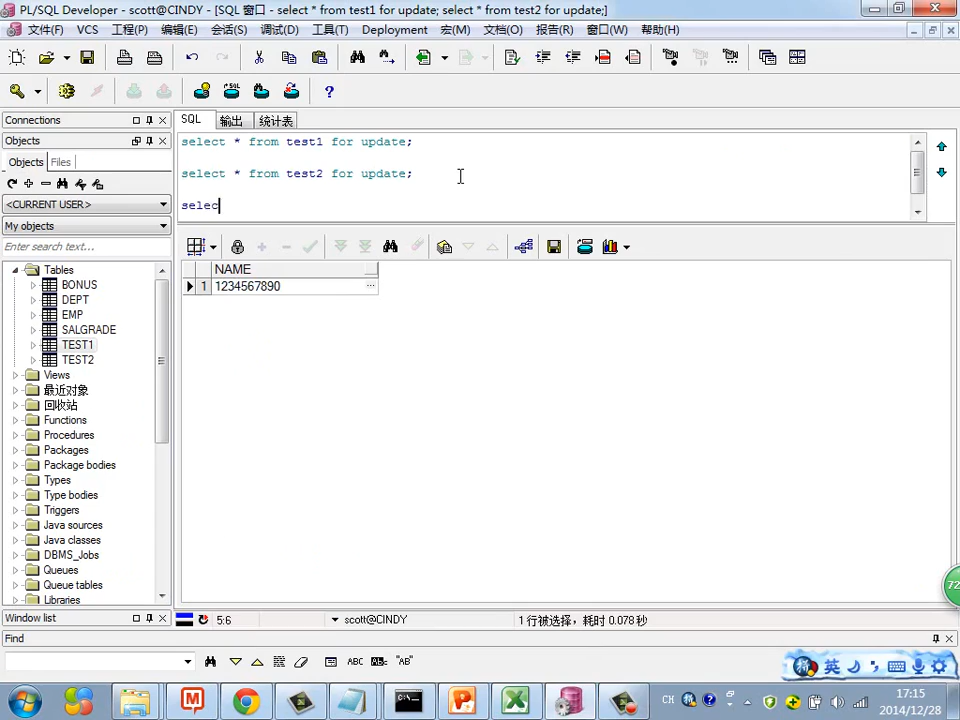 PL/SQL Developer - scott@CINDY - [SQL 窗口 - select * from test1 for update; select * from test2 for update;]
文件(F) VCS 工程(P) 编辑(E) 会话(S) 调试(D) 工具(T) Deployment 宏(M) 文档(O) 报告(R) 窗口(W) 帮助(H)
Connections
SQL 输出 统计表
Objects
Objects Files
<CURRENT USER>
My objects
Enter search text...
Tables
BONUS
DEPT
EMP
SALGRADE
TEST1
TEST2
Views
最近对象
回收站
Functions
Procedures
Packages
Package bodies
Types
Type bodies
Triggers
Java sources
Java classes
DBMS_Jobs
Queues
Queue tables
Libraries
select * from test1 for update;
select * from test2 for update;
selec
NAME
1 1234567890 ...
72
Window list
5:6 scott@CINDY 1 行被选择, 耗时 0.078 秒
Find
ABC "AB"
英
CH 17:15
2014/12/28